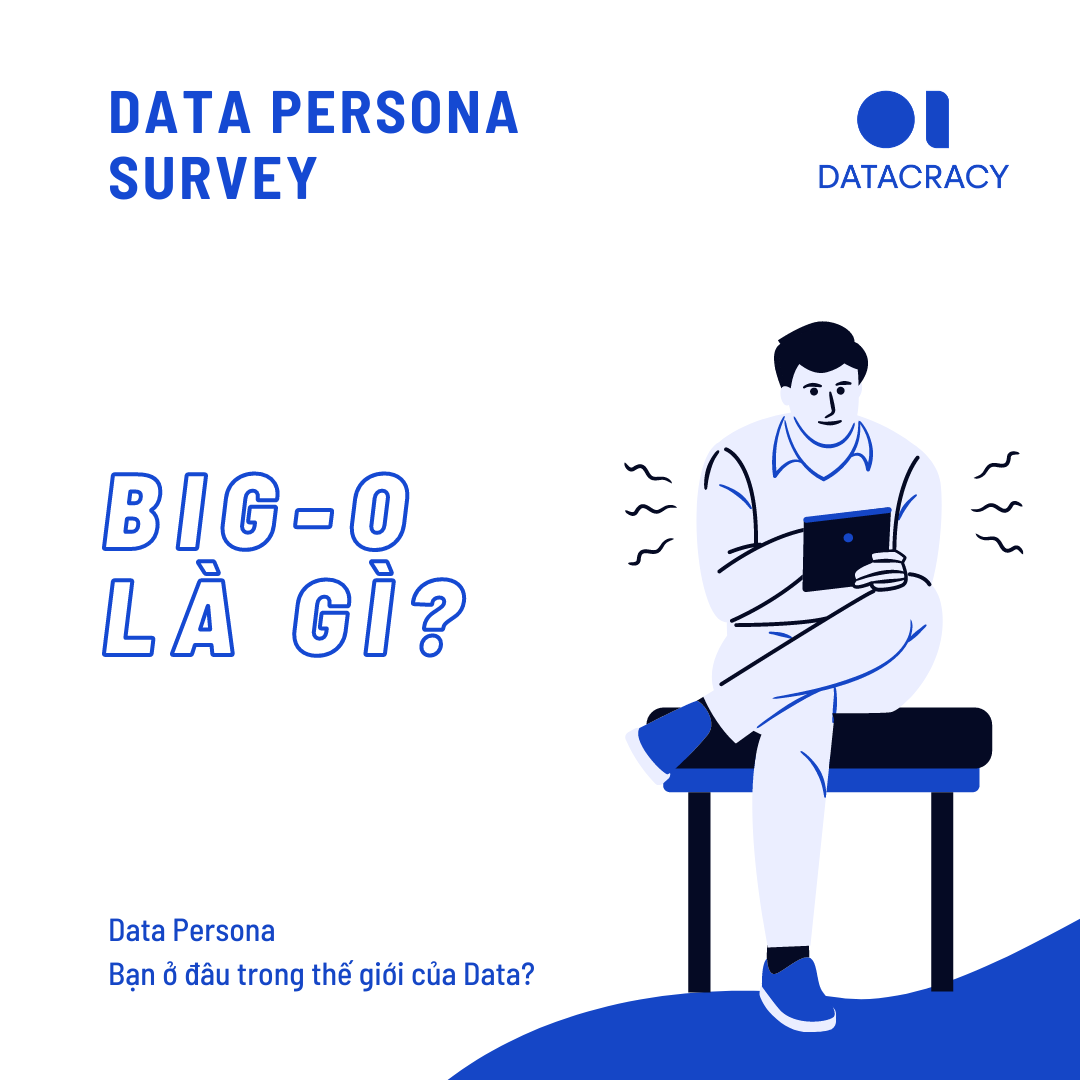 DATA PERSONA
SURVEY
DATACRACY
BIG-O
LÀ GÌ?
Data Persona
Bạn ở đâu trong thế giới của Data?